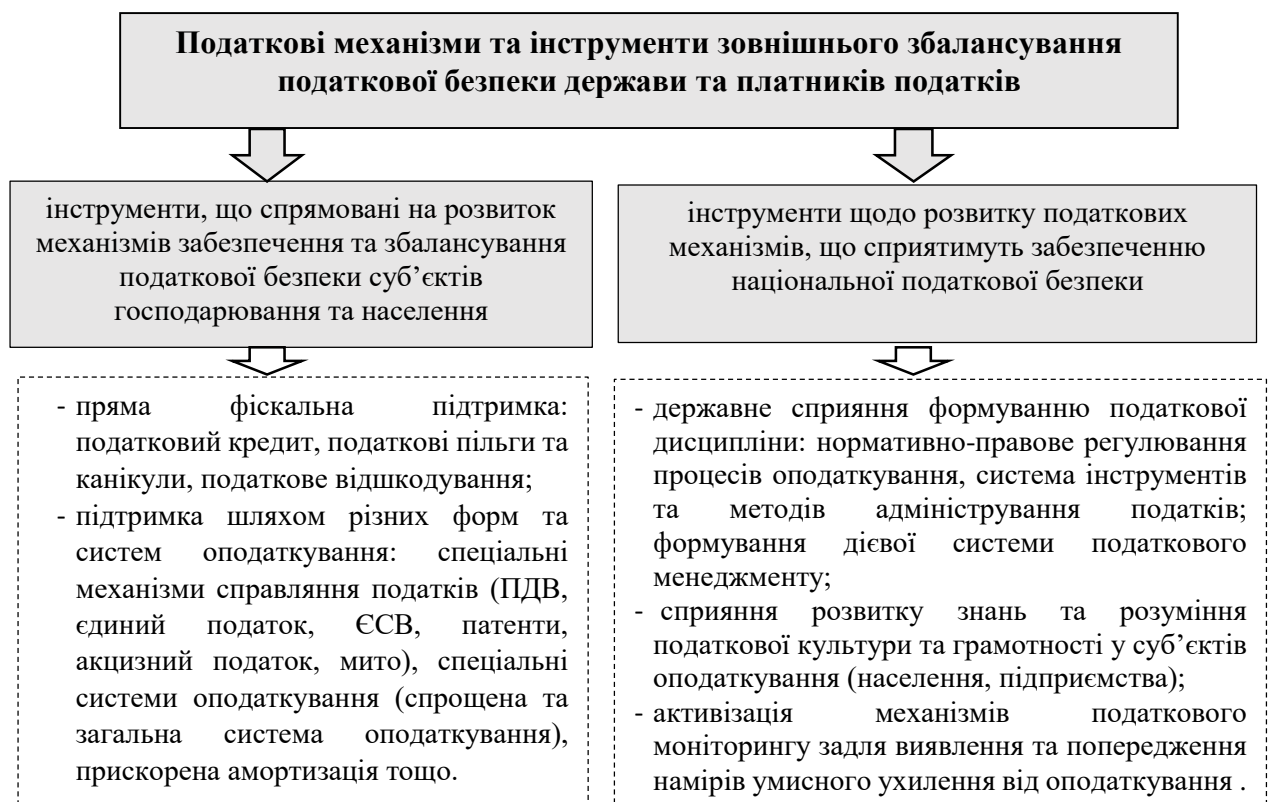 Податкові механізми та інструменти зовнішнього збалансування
податкової безпеки держави та платників податків
інструменти, що спрямовані на розвиток
механізмів забезпечення та збалансування
податкової безпеки суб’єктів
господарювання та населення
інструменти щодо розвитку податкових
механізмів, що сприятимуть забезпеченню
національної податкової безпеки
- пряма фіскальна підтримка:
податковий кредит, податкові пільги та
канікули, податкове відшкодування;
- підтримка шляхом різних форм та
систем оподаткування: спеціальні
механізми справляння податків (ПДВ,
єдиний податок, ЄСВ, патенти,
акцизний податок, мито), спеціальні
системи оподаткування (спрощена та
загальна система оподаткування),
прискорена амортизація тощо.
- державне сприяння формуванню податкової
дисципліни: нормативно-правове регулювання
процесів оподаткування, система інструментів
та методів адміністрування податків;
формування дієвої системи податкового
менеджменту;
- сприяння розвитку знань та розуміння
податкової культури та грамотності у суб’єктів
оподаткування (населення, підприємства);
- активізація механізмів податкового
моніторингу задля виявлення та попередження
намірів умисного ухилення від оподаткування .